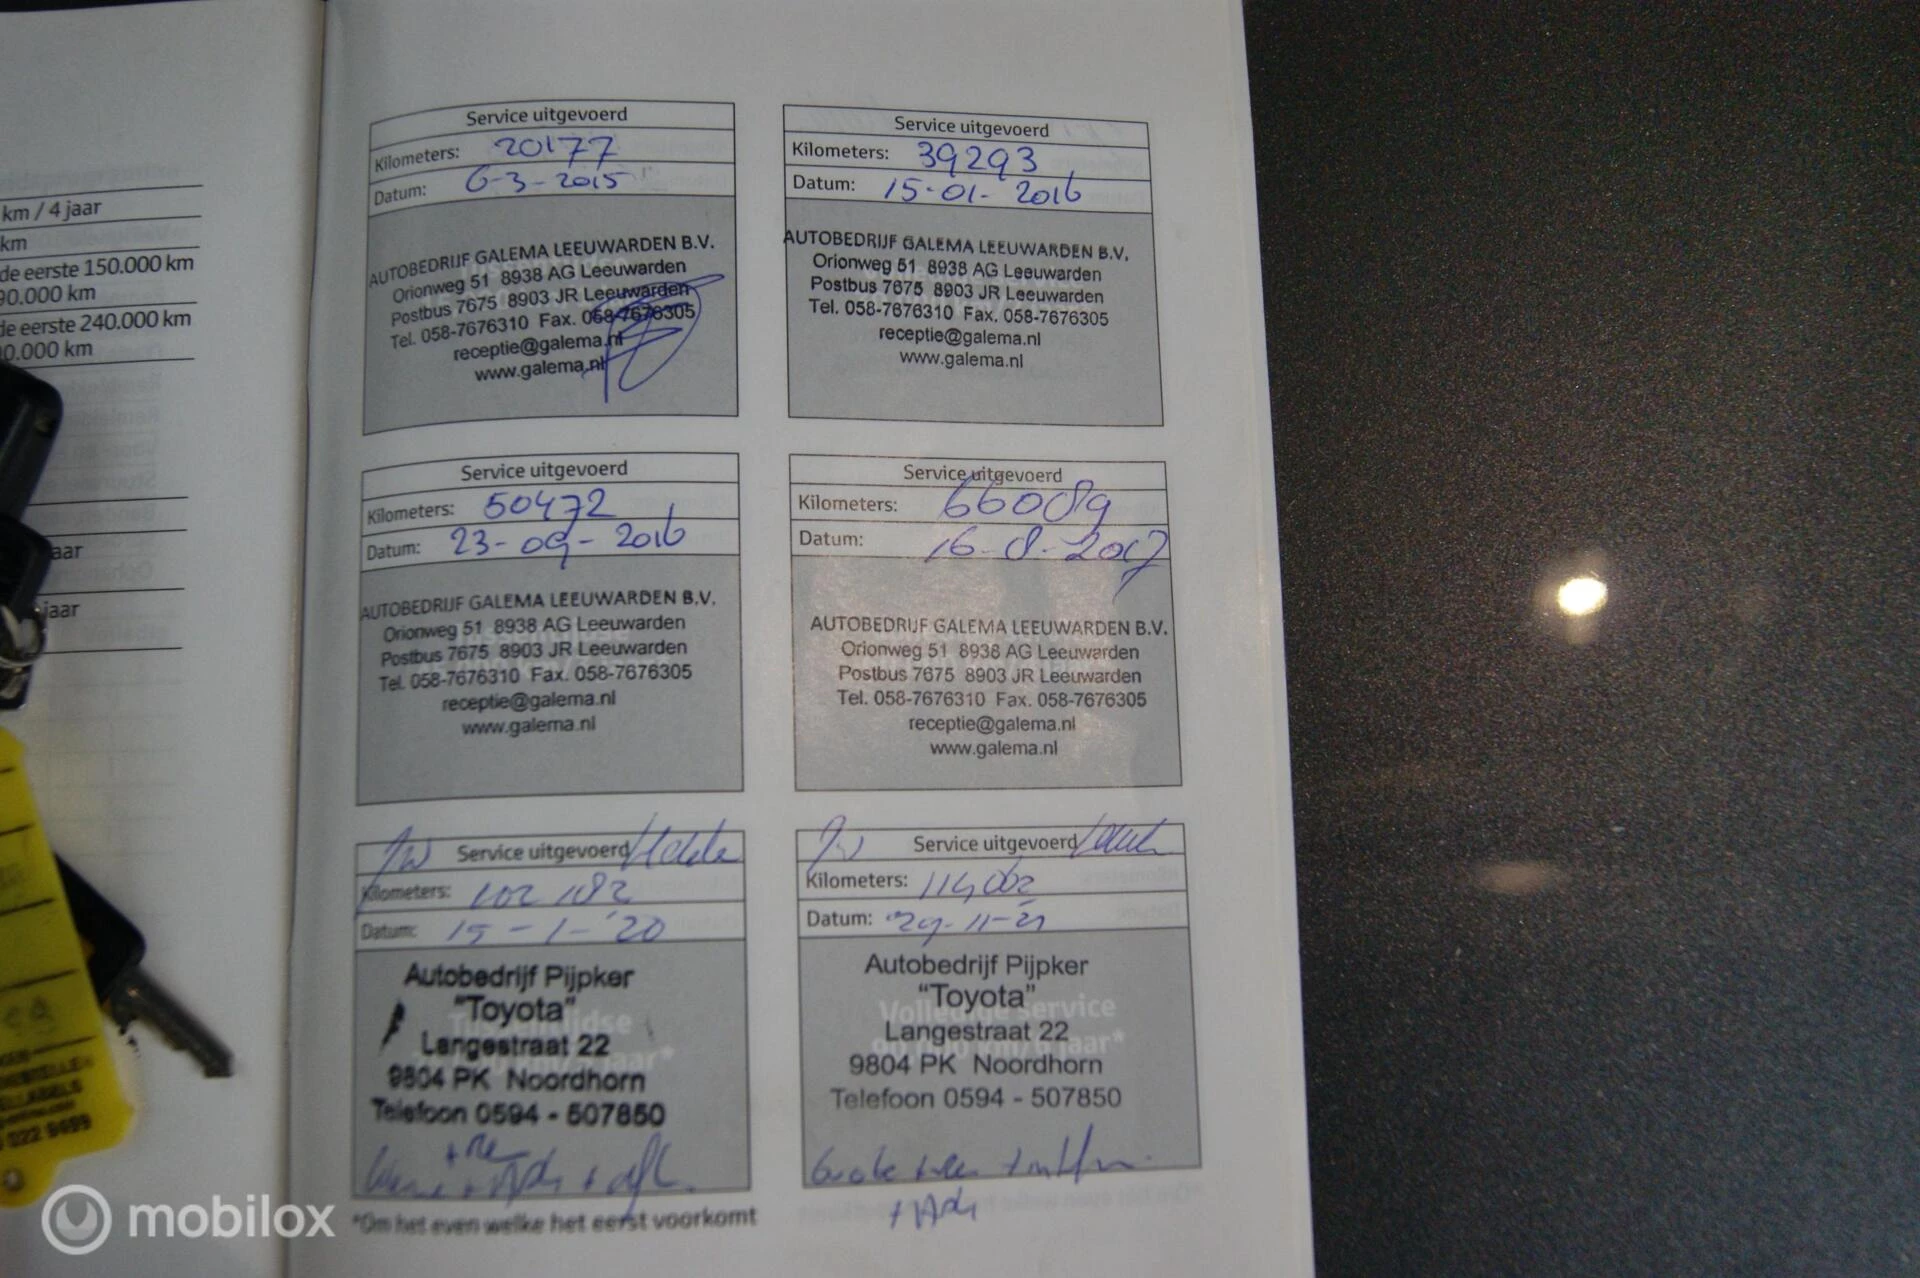 km / 4 jaar
km
de eerste 150.000 km
90.000 km
de eerste 240.000 km
0.000 km
aar
jaar
Service uitgevoerd
Kilometers: 20177
Datum: 6-3-2015
AUTOBEDRIJF GALEMA LEEUWARDEN B.V.
Orionweg 51 8938 AG Leeuwarden
Postbus 7675 8903 JR Leeuwarden
Tel. 058-7676310 Fax. 058-7676305
receptie@galema.nl
www.galema.nl
Service uitgevoerd
Kilometers: 39293
Datum: 15-01-2016
AUTOBEDRIJF GALEMA LEEUWARDEN B.V.
Orionweg 51 8938 AG Leeuwarden
Postbus 7675 8903 JR Leeuwarden
Tel. 058-7676310 Fax. 058-7676305
receptie@galema.nl
www.galema.nl
Service uitgevoerd
Kilometers: 50472
Datum: 23-09-2016
AUTOBEDRIJF GALEMA LEEUWARDEN B.V.
Orionweg 51 8938 AG Leeuwarden
Postbus 7675 8903 JR Leeuwarden
Tel. 058-7676310 Fax. 058-7676305
receptie@galema.nl
www.galema.nl
Service uitgevoerd
Kilometers: 66089
Datum: 16-8-2017
AUTOBEDRIJF GALEMA LEEUWARDEN B.V.
Orionweg 51 8938 AG Leeuwarden
Postbus 7675 8903 JR Leeuwarden
Tel. 058-7676310 Fax. 058-7676305
receptie@galema.nl
www.galema.nl
Service uitgevoerd
Kilometers: 102 182
Datum: 15-1-'20
Autobedrijf Pijpker
"Toyota"
Langestraat 22
9804 PK Noordhorn
Telefoon 0594 - 507850
*Om het even welke het eerst voorkomt
Service uitgevoerd
Kilometers: 114,002
Datum: 29-11-21
Volledige service
Autobedrijf Pijpker
"Toyota"
Langestraat 22
9804 PK Noordhorn
Telefoon 0594 - 507850
mobilox